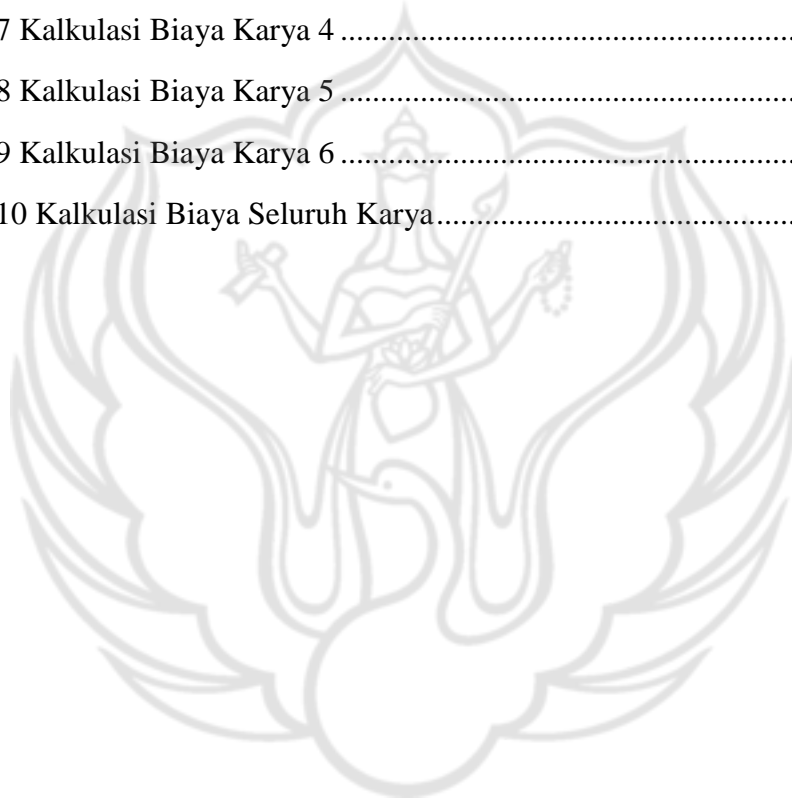 7 Kalkulasi Biaya Karya 4 ........................................................
8 Kalkulasi Biaya Karya 5 ........................................................
9 Kalkulasi Biaya Karya 6 ........................................................
10 Kalkulasi Biaya Seluruh Karya ............................................